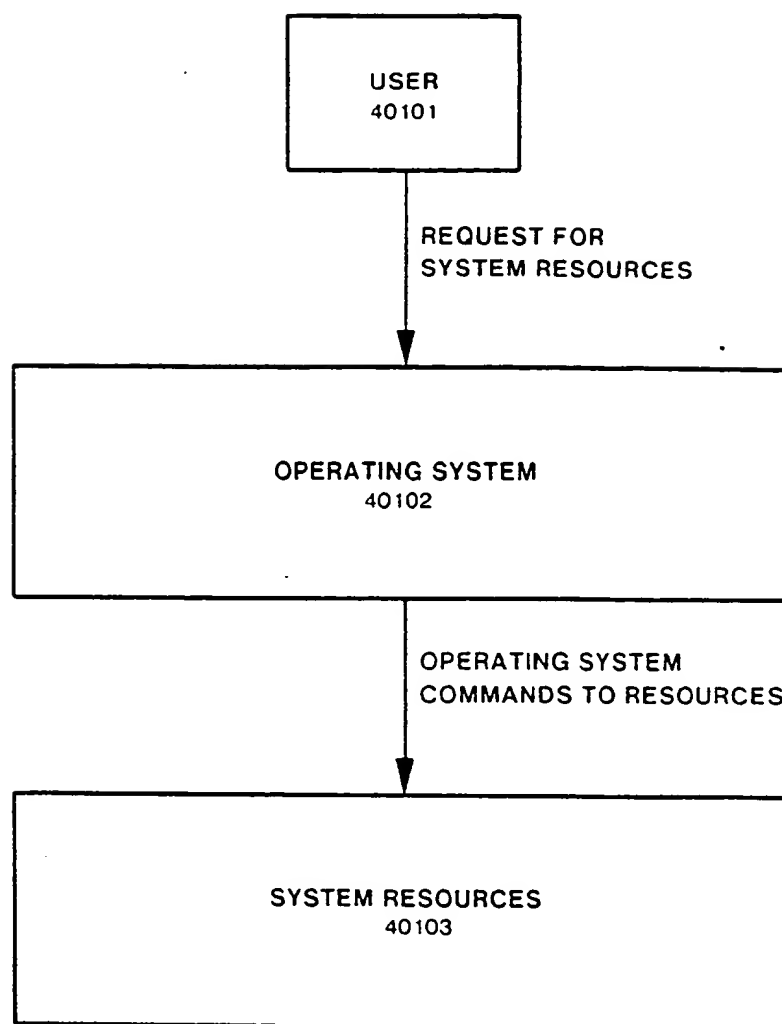 USER
40101
REQUEST FOR
SYSTEM RESOURCES
OPERATING SYSTEM
40102
OPERATING SYSTEM
COMMANDS TO RESOURCES
SYSTEM RESOURCES
40103